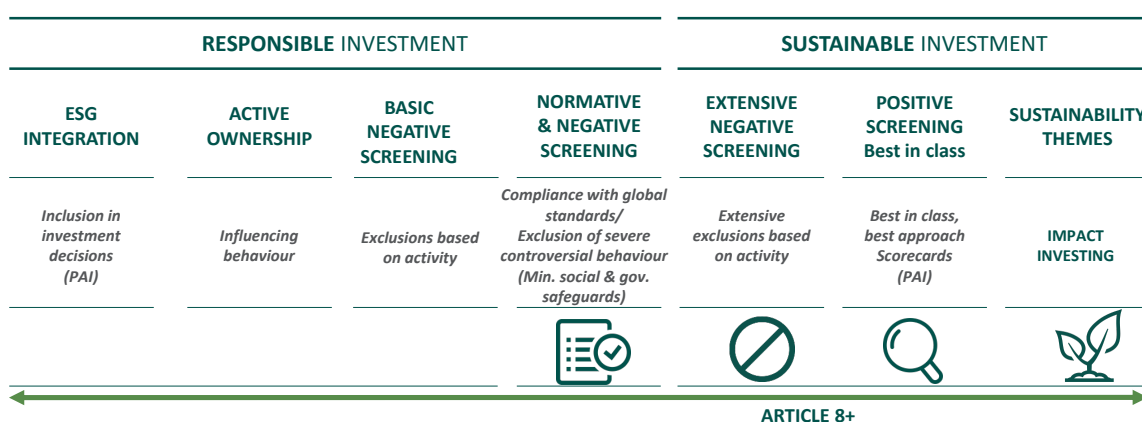 RESPONSIBLE INVESTMENT
SUSTAINABLE INVESTMENT
ESG
INTEGRATION
ACTIVE
OWNERSHIP
BASIC
NEGATIVE
SCREENING
NORMATIVE
& NEGATIVE
SCREENING
EXTENSIVE
NEGATIVE
SCREENING
POSITIVE
SCREENING
Best in class
SUSTAINABILITY
THEMES
Inclusion in
investment
decisions
(PAI)
Influencing
behaviour
Exclusions based
on activity
Compliance with global
standards/
Exclusion of severe
controversial behaviour
(Min. social & gov.
safeguards)
Extensive
exclusions based
on activity
Best in class,
best approach
Scorecards
(PAI)
IMPACT
INVESTING
ARTICLE 8+